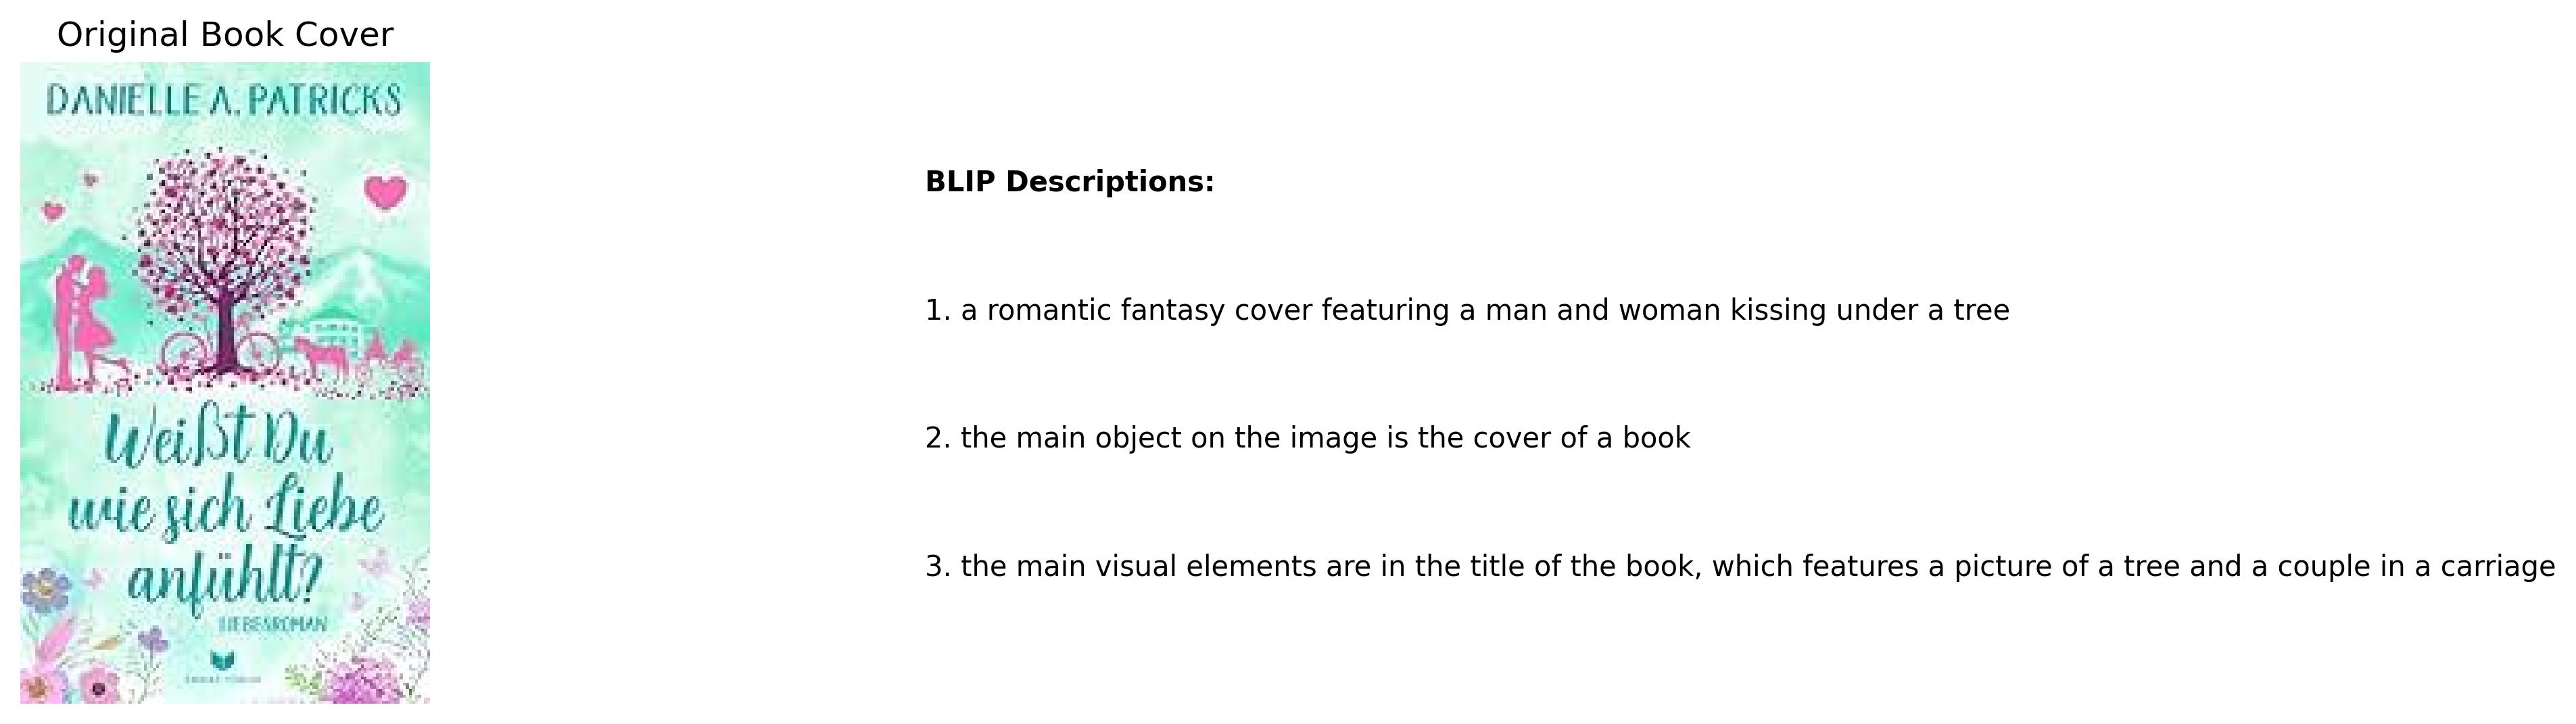 Original Book Cover
DANIELLE A. PATRICKS
Weißt Du
wie sich Liebe
anfühlt?
LIEBESROMAN
BLIP Descriptions:
1. a romantic fantasy cover featuring a man and woman kissing under a tree
2. the main object on the image is the cover of a book
3. the main visual elements are in the title of the book, which features a picture of a tree and a couple in a carriage